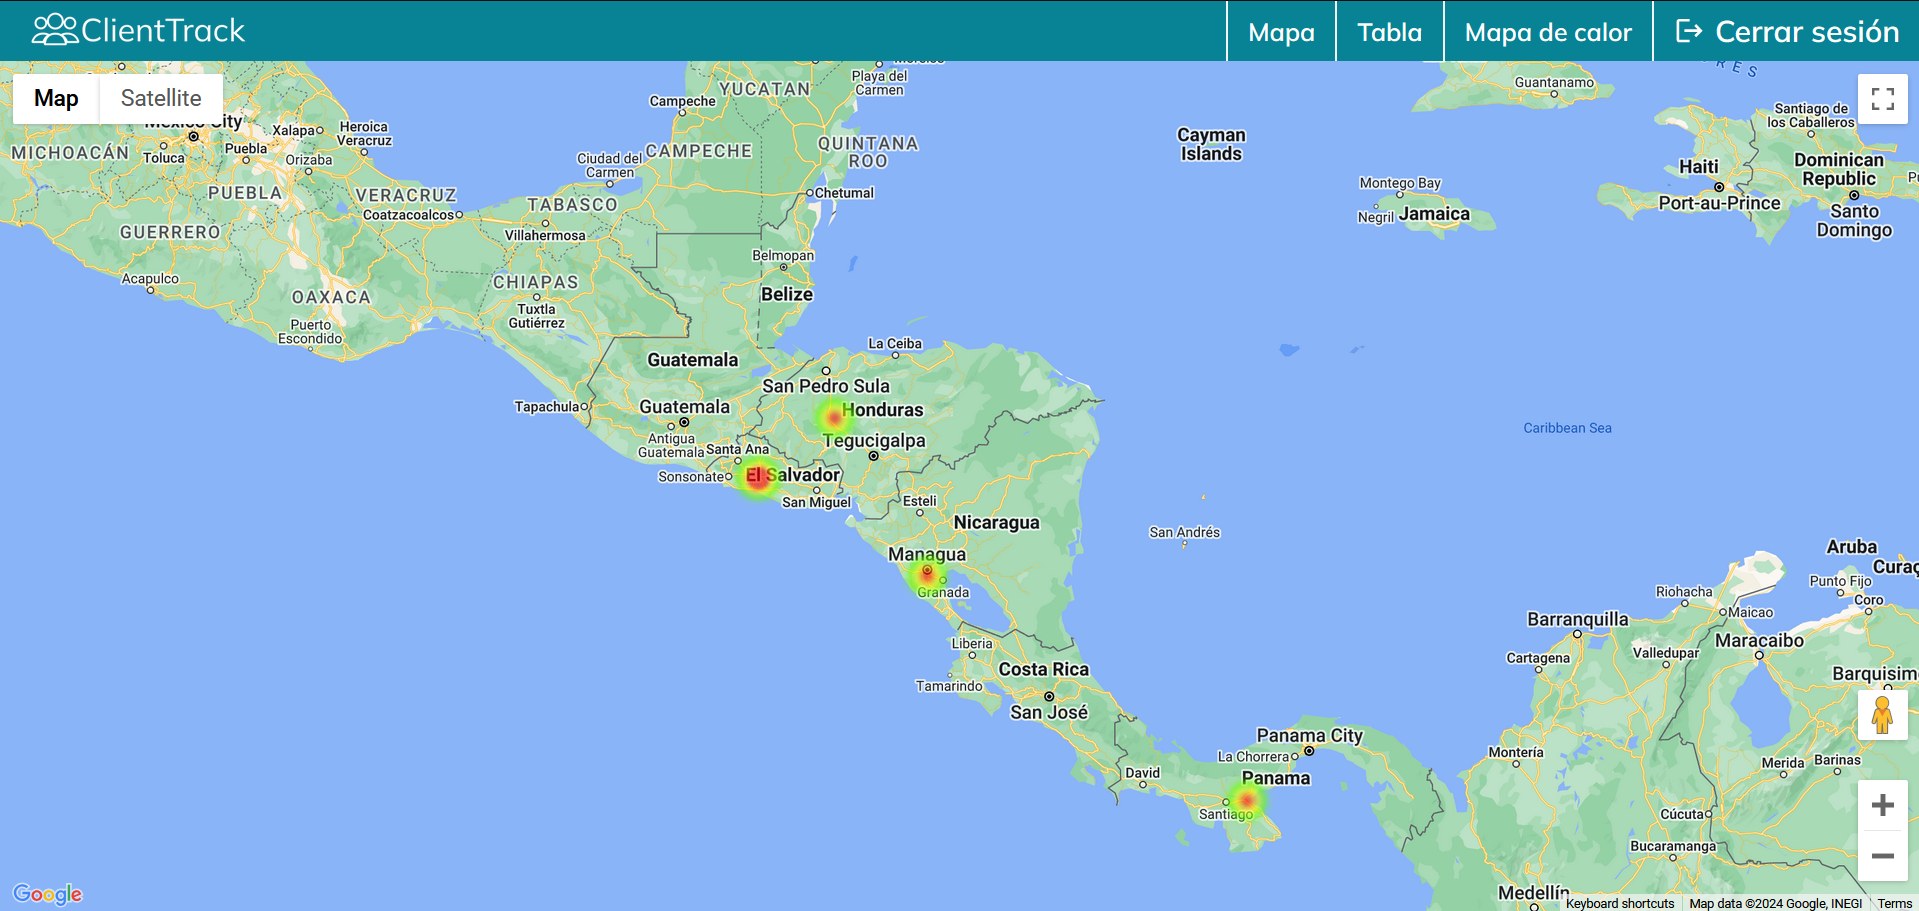 ClientTrack
Mapa
Tabla
Mapa de calor
Cerrar sesión
Map
Satellite
Mexico City
MICHOACÁN
Toluca
Puebla
Xalapa
Heroica
Veracruz
Orizaba
PUEBLA
VERACRUZ
Coatzacoalcos
GUERRERO
Acapulco
OAXACA
Puerto
Escondido
Campeche
YUCATAN
Playa del
Carmen
QUINTANA
ROO
CAMPECHE
Ciudad del
Carmen
Chetumal
TABASCO
Villahermosa
CHIAPAS
Tuxtla
Gutiérrez
Belmopan
Belize
Cayman
Islands
Guantanamo
Montego Bay
Negril
Jamaica
Haiti
Port-au-Prince
Santiago de
los Caballeros
Dominican
Republic
Santo
Domingo
Guatemala
La Ceiba
San Pedro Sula
Honduras
Tapachula
Guatemala
Antigua
Guatemala
Santa Ana
Tegucigalpa
Sonsonate
El Salvador
San Miguel
Caribbean Sea
Esteli
Nicaragua
San Andrés
Managua
Granada
Liberia
Costa Rica
Tamarindo
San José
Panama City
La Chorrera
Panama
David
Santiago
Aruba
Curaç
Punto Fijo
Coro
Riohacha
Maicao
Barranquilla
Maracaibo
Cartagena
Valledupar
Barquisim
Montería
Merida
Barinas
Cúcuta
Bucaramanga
Medellín
Google
Keyboard shortcuts
Map data ©2024 Google, INEGI
Terms